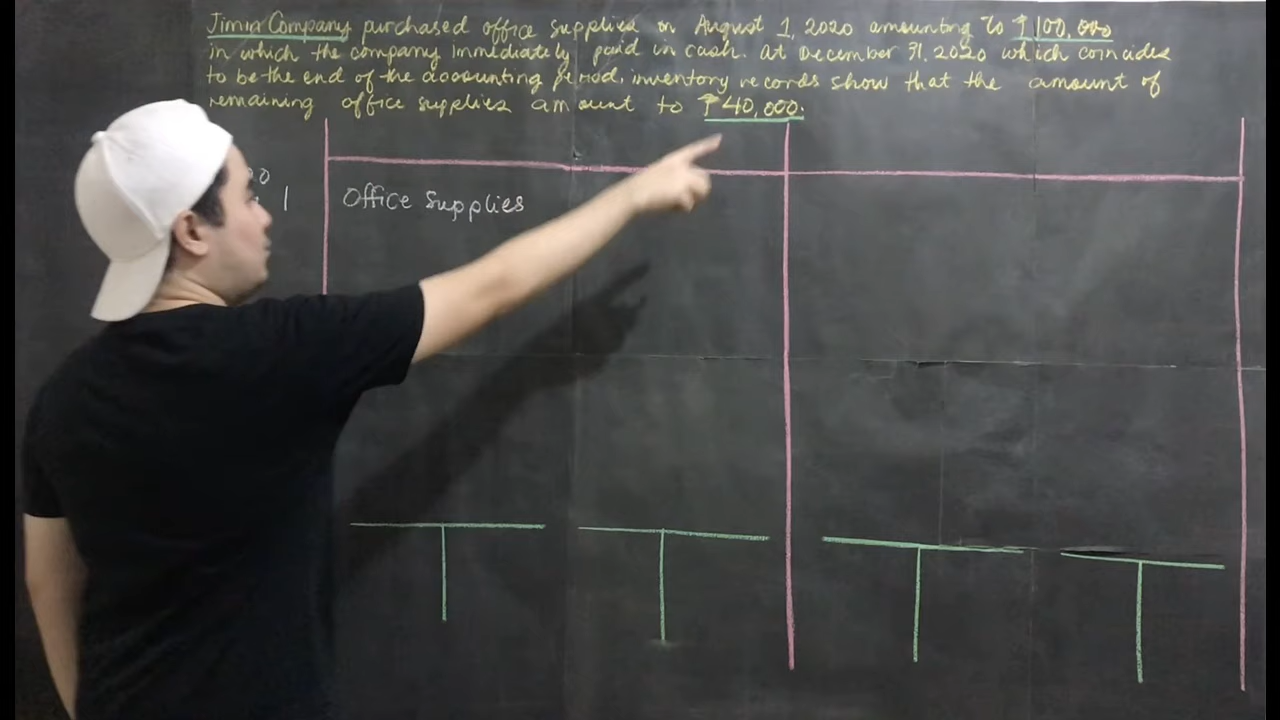 Jimin Company purchased office supplies on August 1, 2020 amounting to ₱100,000
in which the company immediately paid in cash. At December 31, 2020 which coincides
to be the end of the accounting period, inventory records show that the amount of
remaining office supplies amount to ₱40,000.
1 Office Supplies